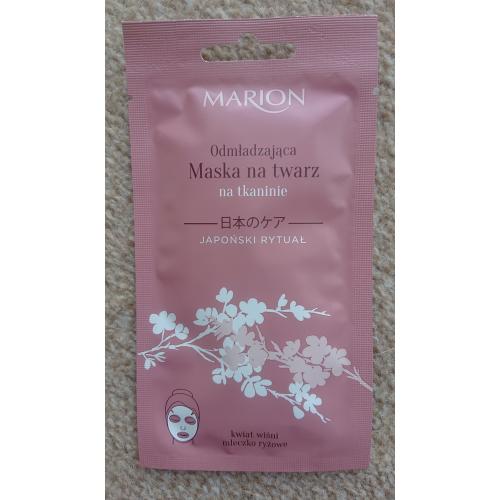 MARION
Odmładzająca
Maska na twarz
na tkaninie
日本のケア
JAPOŃSKI RYTUAŁ
kwiat wiśni
mleczko ryżowe